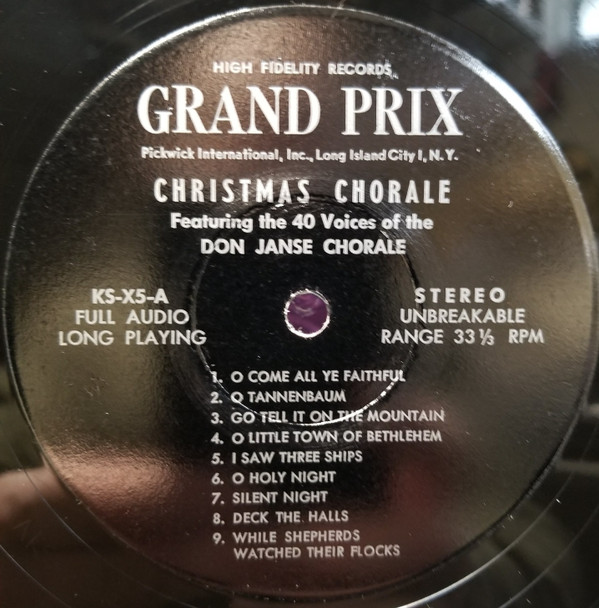 HIGH FIDELITY RECORDS
GRAND PRIX
Pickwick International, Inc., Long Island City 1, N.Y.
CHRISTMAS CHORALE
Featuring the 40 Voices of the
DON JANSE CHORALE
KS-X5-A
FULL AUDIO
LONG PLAYING
STEREO
UNBREAKABLE
RANGE 33⅓ RPM
1. O COME ALL YE FAITHFUL
2. O TANNENBAUM
3. GO TELL IT ON THE MOUNTAIN
4. O LITTLE TOWN OF BETHLEHEM
5. I SAW THREE SHIPS
6. O HOLY NIGHT
7. SILENT NIGHT
8. DECK THE HALLS
9. WHILE SHEPHERDS
WATCHED THEIR FLOCKS